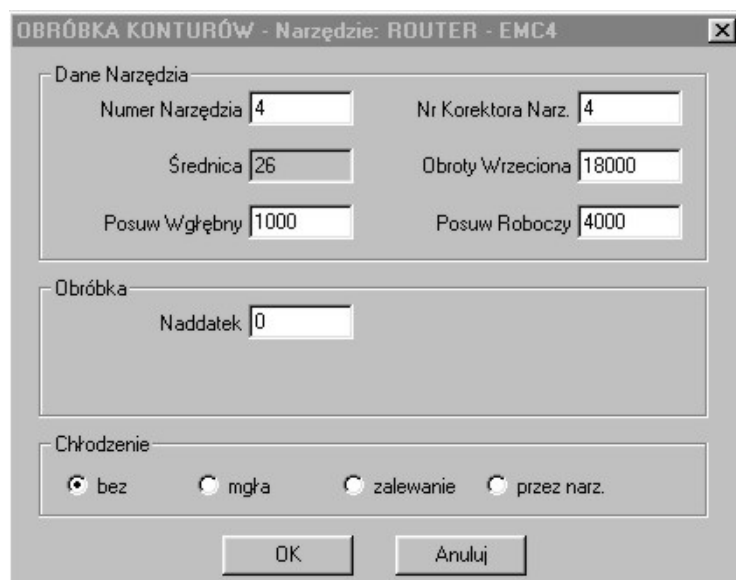 OBRÓBKA KONTURÓW - Narzędzie: ROUTER - EMC4
Dane Narzędzia
Numer Narzędzia 4 Nr Korektora Narz. 4
Średnica 26 Obroty Wrzeciona 18000
Posuw Wgłębny 1000 Posuw Roboczy 4000
Obróbka
Naddatek 0
Chłodzenie
bez mgła zalewanie przez narz.
OK Anuluj